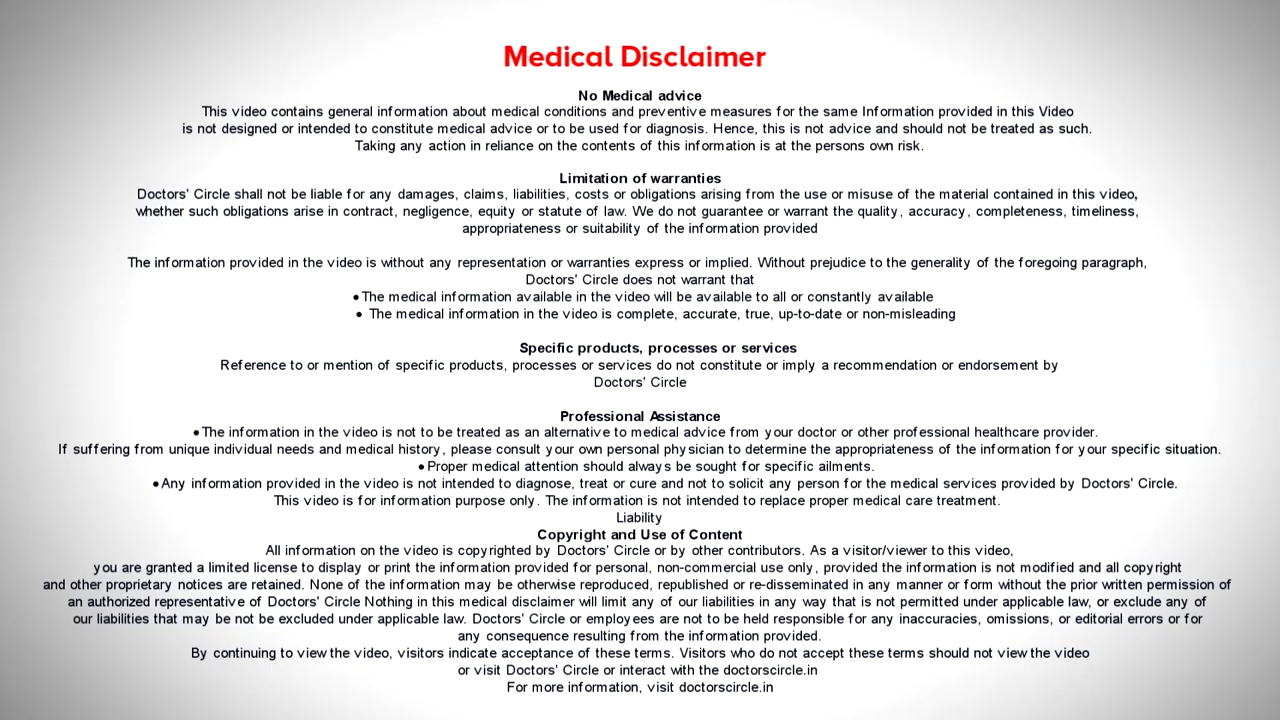 Medical Disclaimer
No Medical advice
This video contains general information about medical conditions and preventive measures for the same Information provided in this Video
is not designed or intended to constitute medical advice or to be used for diagnosis. Hence, this is not advice and should not be treated as such.
Taking any action in reliance on the contents of this information is at the persons own risk.
Limitation of warranties
Doctors' Circle shall not be liable for any damages, claims, liabilities, costs or obligations arising from the use or misuse of the material contained in this video,
whether such obligations arise in contract, negligence, equity or statute of law. We do not guarantee or warrant the quality, accuracy, completeness, timeliness,
appropriateness or suitability of the information provided
The information provided in the video is without any representation or warranties express or implied. Without prejudice to the generality of the foregoing paragraph,
Doctors' Circle does not warrant that
• The medical information available in the video will be available to all or constantly available
• The medical information in the video is complete, accurate, true, up-to-date or non-misleading
Specific products, processes or services
Reference to or mention of specific products, processes or services do not constitute or imply a recommendation or endorsement by
Doctors' Circle
Professional Assistance
• The information in the video is not to be treated as an alternative to medical advice from your doctor or other professional healthcare provider.
If suffering from unique individual needs and medical history, please consult your own personal physician to determine the appropriateness of the information for your specific situation.
• Proper medical attention should always be sought for specific ailments.
• Any information provided in the video is not intended to diagnose, treat or cure and not to solicit any person for the medical services provided by Doctors' Circle.
This video is for information purpose only. The information is not intended to replace proper medical care treatment.
Liability
Copyright and Use of Content
All information on the video is copyrighted by Doctors' Circle or by other contributors. As a visitor/viewer to this video,
you are granted a limited license to display or print the information provided for personal, non-commercial use only, provided the information is not modified and all copyright
and other proprietary notices are retained. None of the information may be otherwise reproduced, republished or re-disseminated in any manner or form without the prior written permission of
an authorized representative of Doctors' Circle Nothing in this medical disclaimer will limit any of our liabilities in any way that is not permitted under applicable law, or exclude any of
our liabilities that may be not be excluded under applicable law. Doctors' Circle or employees are not to be held responsible for any inaccuracies, omissions, or editorial errors or for
any consequence resulting from the information provided.
By continuing to view the video, visitors indicate acceptance of these terms. Visitors who do not accept these terms should not view the video
or visit Doctors' Circle or interact with the doctorscircle.in
For more information, visit doctorscircle.in